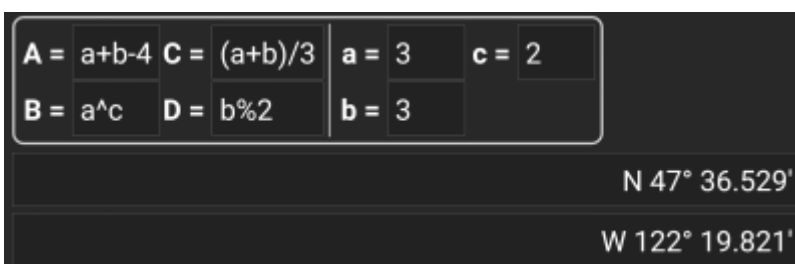 A = a+b-4 C = (a+b)/3 a = 3 c = 2
B = a^c D = b%2 b = 3
N 47° 36.529'
W 122° 19.821'